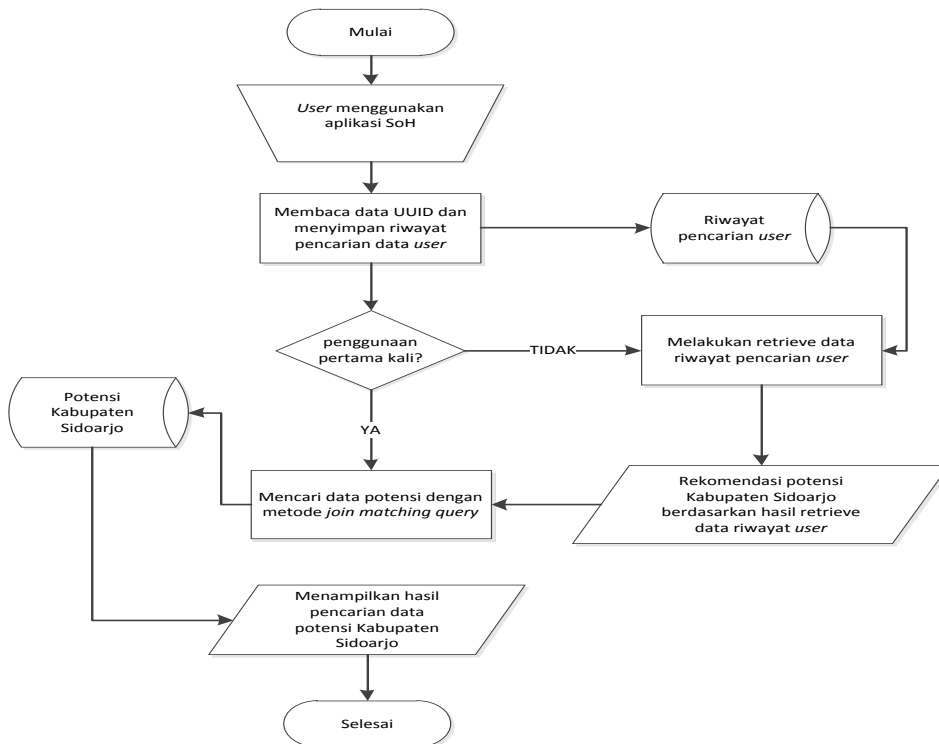 Mulai
User menggunakan
aplikasi SoH
Membaca data UUID dan
menyimpan riwayat
pencarian data user
Riwayat
pencarian user
penggunaan
pertama kali?
TIDAK
Melakukan retrieve data
riwayat pencarian user
YA
Potensi
Kabupaten
Sidoarjo
Mencari data potensi dengan
metode join matching query
Rekomendasi potensi
Kabupaten Sidoarjo
berdasarkan hasil retrieve
data riwayat user
Menampilkan hasil
pencarian data
potensi Kabupaten
Sidoarjo
Selesai